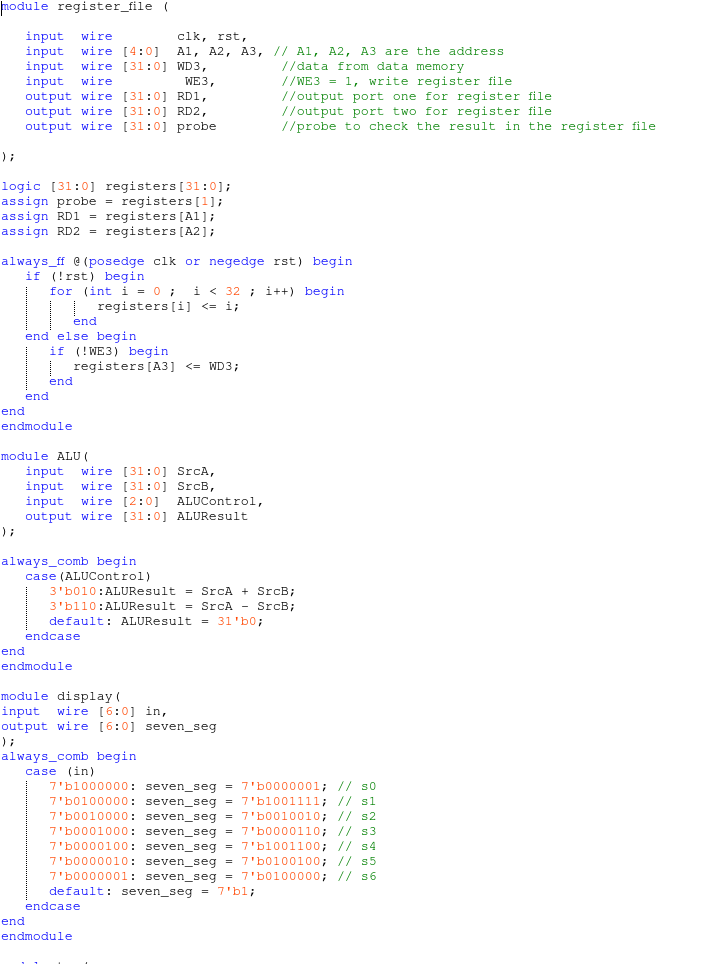 module register_file (
input wire clk, rst,
input wire [4:0] A1, A2, A3, // A1, A2, A3 are the address
input wire [31:0] WD3, //data from data memory
input wire WE3, //WE3 = 1, write register file
output wire [31:0] RD1, //output port one for register file
output wire [31:0] RD2, //output port two for register file
output wire [31:0] probe //probe to check the result in the register file
);
logic [31:0] registers[31:0];
assign probe = registers[1];
assign RD1 = registers[A1];
assign RD2 = registers[A2];
always_ff @(posedge clk or negedge rst) begin
if (!rst) begin
for (int i = 0 ; i < 32 ; i++) begin
registers[i] <= i;
end
end else begin
if (!WE3) begin
registers[A3] <= WD3;
end
end
end
endmodule
module ALU(
input wire [31:0] SrcA,
input wire [31:0] SrcB,
input wire [2:0] ALUControl,
output wire [31:0] ALUResult
);
always_comb begin
case(ALUControl)
3'b010:ALUResult = SrcA + SrcB;
3'b110:ALUResult = SrcA - SrcB;
default: ALUResult = 31'b0;
endcase
end
endmodule
module display(
input wire [6:0] in,
output wire [6:0] seven_seg
);
always_comb begin
case (in)
7'b1000000: seven_seg = 7'b0000001; // s0
7'b0100000: seven_seg = 7'b1001111; // s1
7'b0010000: seven_seg = 7'b0010010; // s2
7'b0001000: seven_seg = 7'b0000110; // s3
7'b0000100: seven_seg = 7'b1001100; // s4
7'b0000010: seven_seg = 7'b0100100; // s5
7'b0000001: seven_seg = 7'b0100000; // s6
default: seven_seg = 7'b1;
endcase
end
endmodule